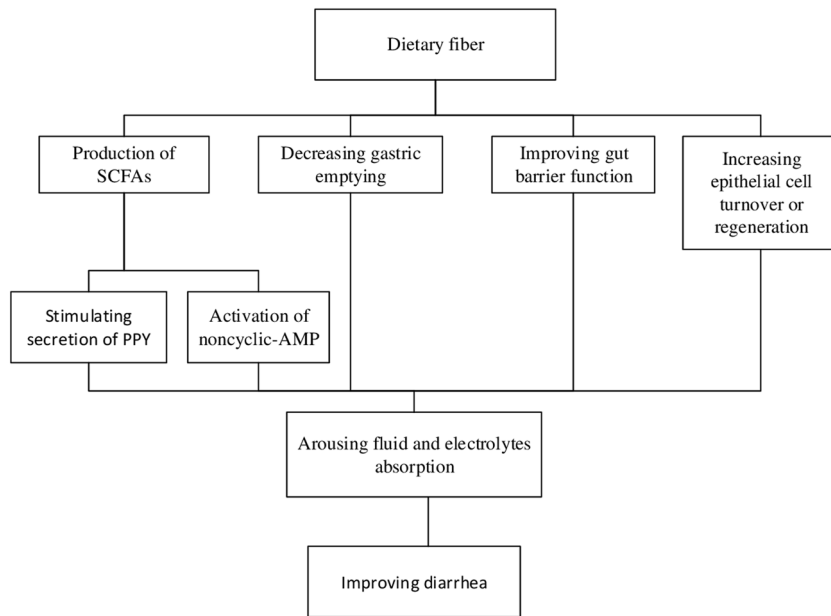 Dietary fiber
Production of
SCFAs
Decreasing gastric
emptying
Improving gut
barrier function
Increasing
epithelial cell
turnover or
regeneration
Stimulating
secretion of PPY
Activation of
noncyclic-AMP
Arousing fluid and electrolytes
absorption
Improving diarrhea